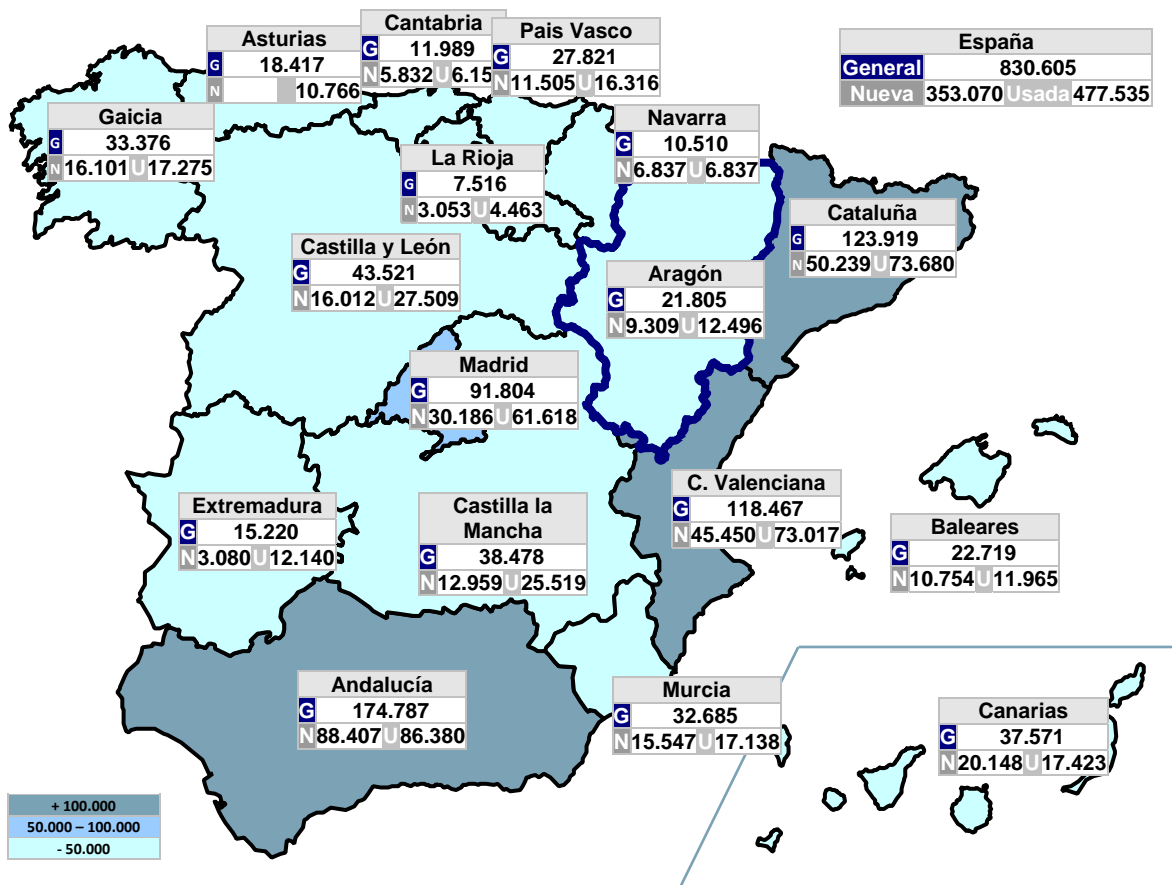 Cantabria
G 11.989
N 5.832 U 6.15
Pais Vasco
G 27.821
N 11.505 U 16.316
Asturias
G 18.417
N 10.766
España
General 830.605
Nueva 353.070 Usada 477.535
Gaicia
G 33.376
N 16.101 U 17.275
Navarra
G 10.510
N 6.837 U 6.837
La Rioja
G 7.516
N 3.053 U 4.463
Cataluña
G 123.919
N 50.239 U 73.680
Castilla y León
G 43.521
N 16.012 U 27.509
Aragón
G 21.805
N 9.309 U 12.496
Madrid
G 91.804
N 30.186 U 61.618
C. Valenciana
G 118.467
N 45.450 U 73.017
Extremadura
G 15.220
N 3.080 U 12.140
Castilla la
Mancha
G 38.478
N 12.959 U 25.519
Baleares
G 22.719
N 10.754 U 11.965
Andalucía
G 174.787
N 88.407 U 86.380
Murcia
G 32.685
N 15.547 U 17.138
Canarias
G 37.571
N 20.148 U 17.423
+ 100.000
50.000 – 100.000
- 50.000